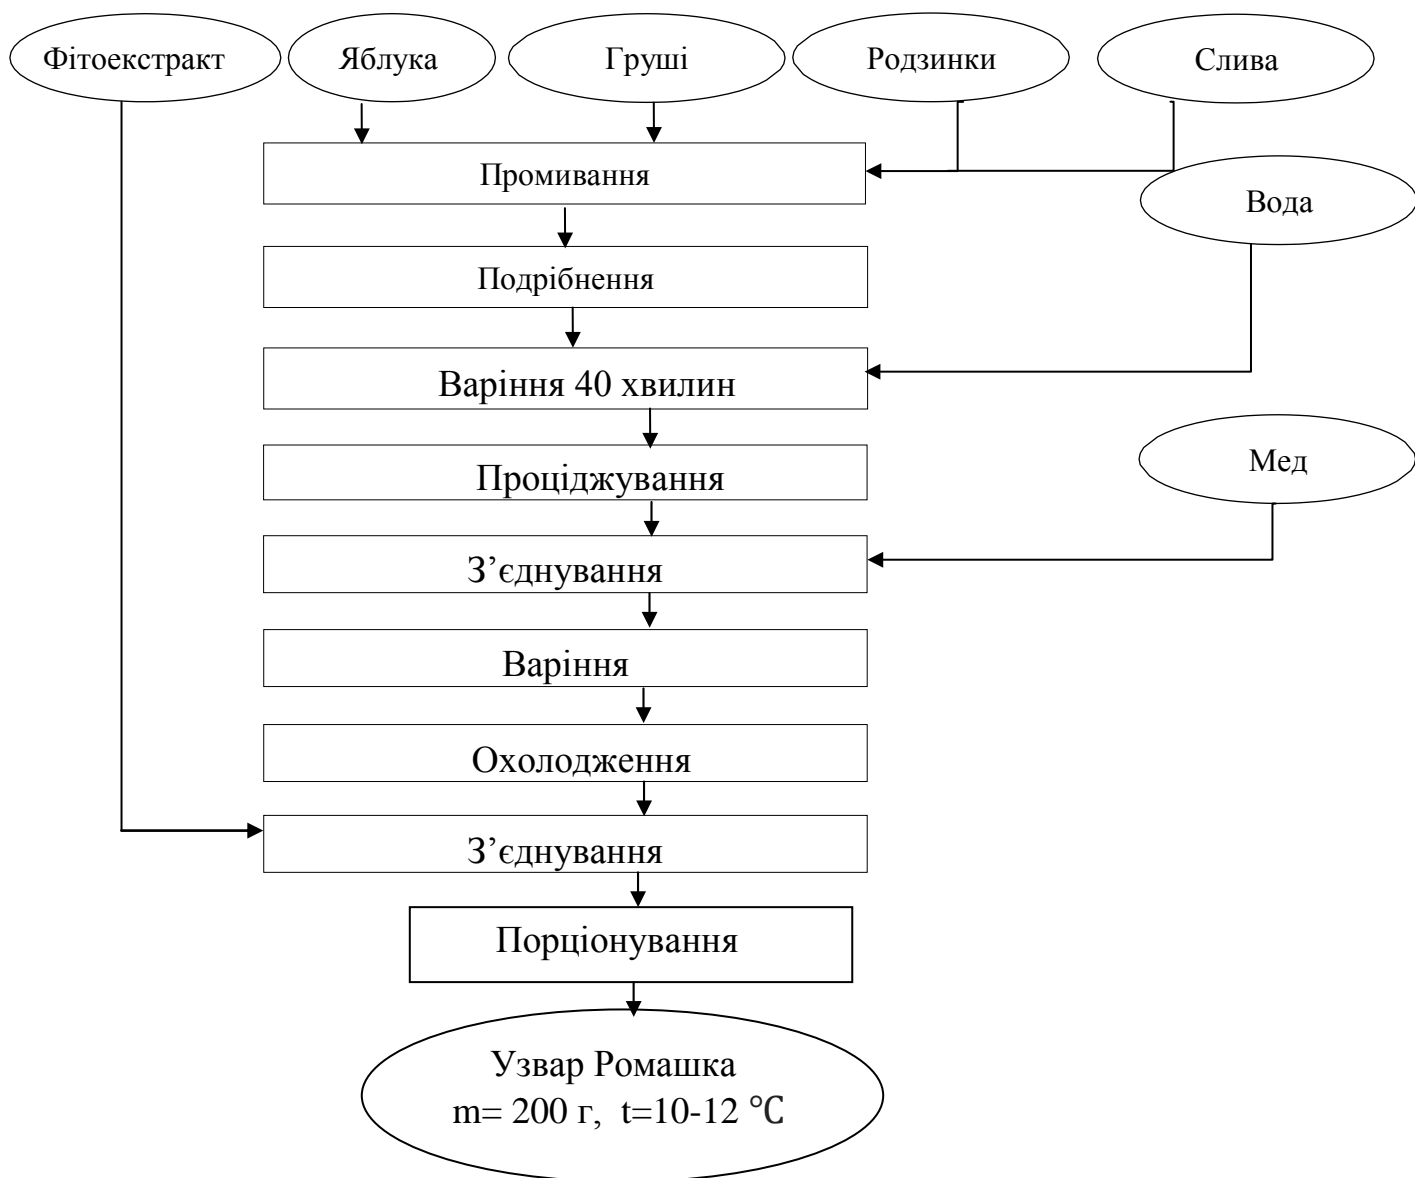 Фітоекстракт
Яблука
Груші
Родзинки
Слива
Промивання
Вода
Подрібнення
Варіння 40 хвилин
Проціджування
Мед
З’єднування
Варіння
Охолодження
З’єднування
Порціонування
Узвар Ромашка
m= 200 г, t=10-12 ℃